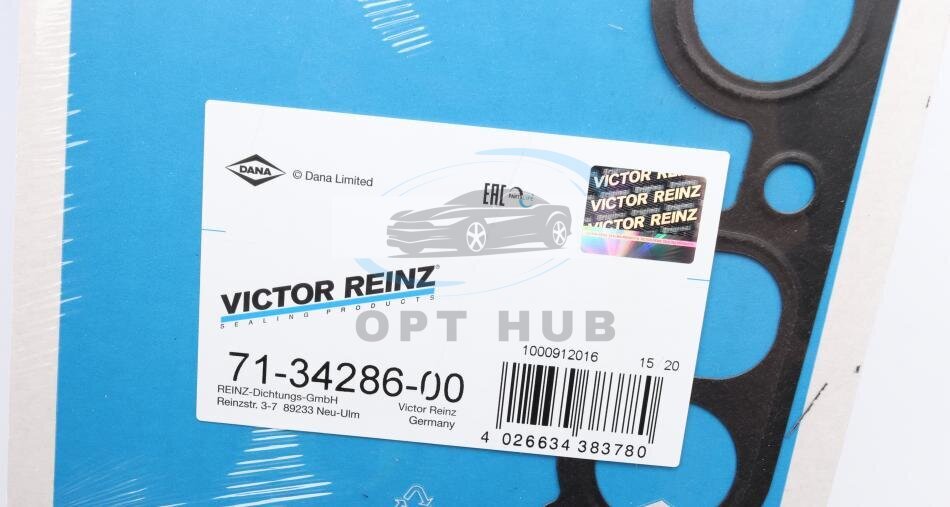 DANA
© Dana Limited
EAC
VICTOR REINZ
VICTOR REINZ
VICTOR REINZ
VICTOR REINZ®
SEALING PRODUCTS
OPT HUB
71-34286-00
REINZ-Dichtungs-GmbH
Reinzstr. 3-7 89233 Neu-Ulm
Victor Reinz
Germany
1000912016 15 20
4 026634 383780